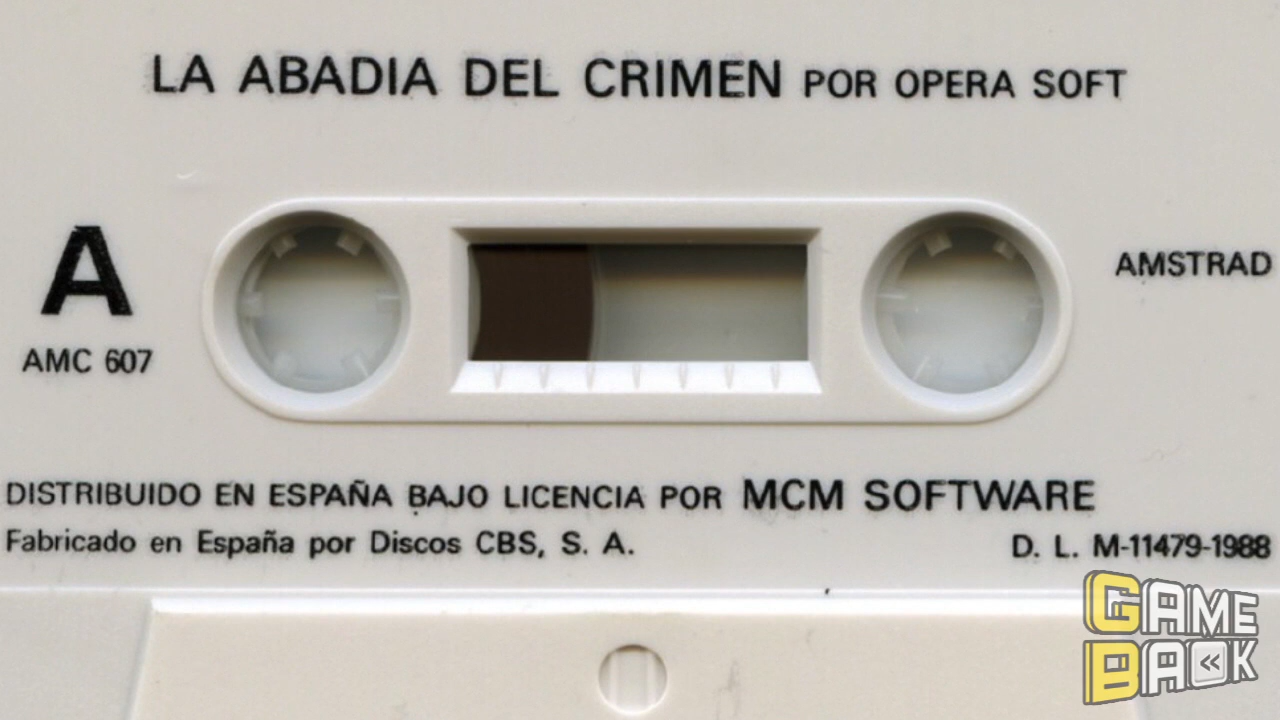 LA ABADIA DEL CRIMEN POR OPERA SOFT
A
AMSTRAD
AMC 607
DISTRIBUIDO EN ESPAÑA BAJO LICENCIA POR MCM SOFTWARE
Fabricado en España por Discos CBS, S. A.
D. L. M-11479-1988
GAME
BACK